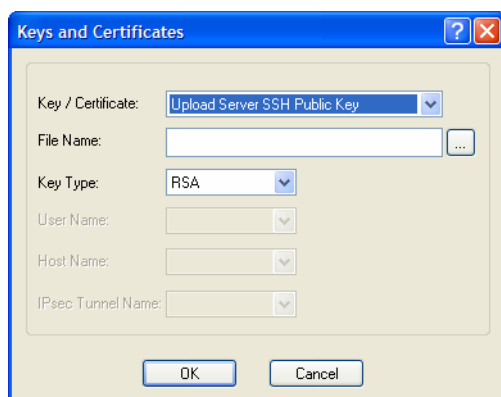 Keys and Certificates
Key / Certificate: Upload Server SSH Public Key
File Name: ...
Key Type: RSA
User Name:
Host Name:
IPsec Tunnel Name:
OK Cancel